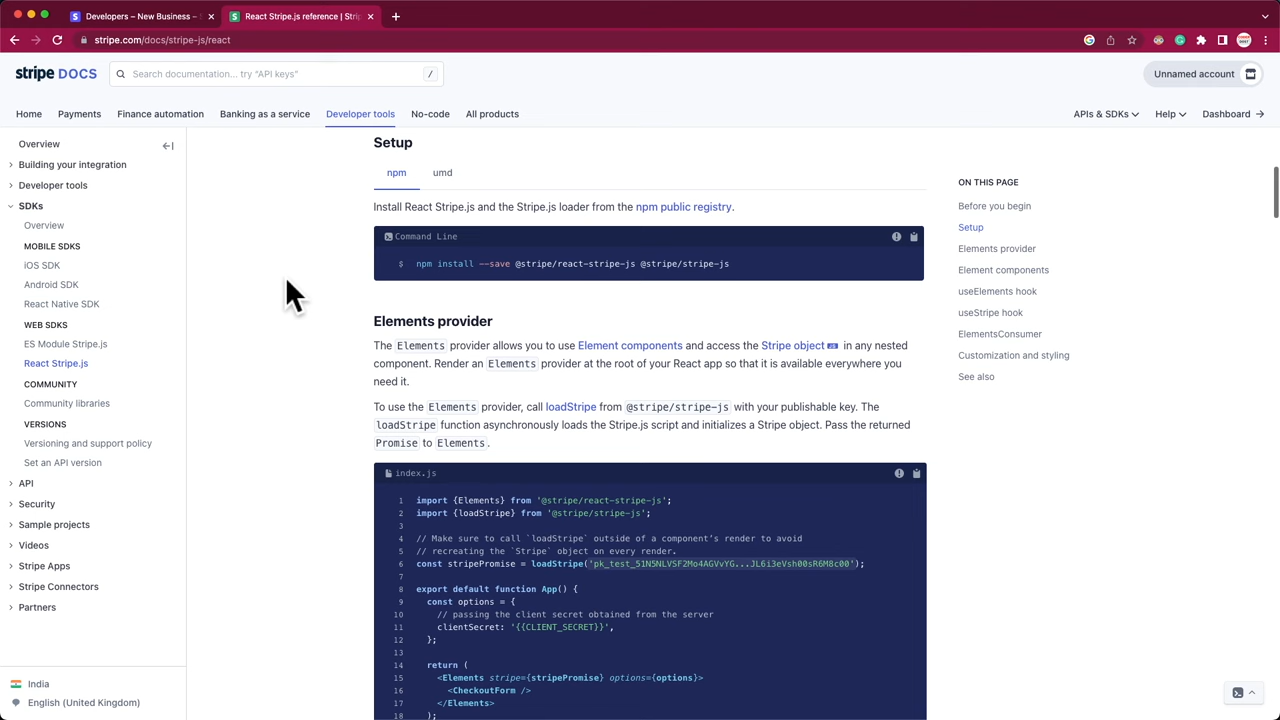 Developers – New Business –
React Stripe.js reference | Stri
stripe.com/docs/stripe-js/react
stripe DOCS
Search documentation... try “API keys”
/
Unnamed account
Home
Payments
Finance automation
Banking as a service
Developer tools
No-code
All products
APIs & SDKs
Help
Dashboard
Overview
Building your integration
Developer tools
SDKs
Overview
MOBILE SDKS
iOS SDK
Android SDK
React Native SDK
WEB SDKS
ES Module Stripe.js
React Stripe.js
COMMUNITY
Community libraries
VERSIONS
Versioning and support policy
Set an API version
API
Security
Sample projects
Videos
Stripe Apps
Stripe Connectors
Partners
India
English (United Kingdom)
Setup
npm
umd
Install React Stripe.js and the Stripe.js loader from the npm public registry.
Command Line
$ npm install --save @stripe/react-stripe-js @stripe/stripe-js
Elements provider
The Elements provider allows you to use Element components and access the Stripe object in any nested
component. Render an Elements provider at the root of your React app so that it is available everywhere you
need it.
To use the Elements provider, call loadStripe from @stripe/stripe-js with your publishable key. The
loadStripe function asynchronously loads the Stripe.js script and initializes a Stripe object. Pass the returned
Promise to Elements.
index.js
1 import {Elements} from '@stripe/react-stripe-js';
2 import {loadStripe} from '@stripe/stripe-js';
3
4 // Make sure to call `loadStripe` outside of a component's render to avoid
5 // recreating the `Stripe` object on every render.
6 const stripePromise = loadStripe('pk_test_51N5NLVSF2Mo4AGVvYG...JL6i3eVsh00sR6M8c00');
7
8 export default function App() {
9 const options = {
10 // passing the client secret obtained from the server
11 clientSecret: '{{CLIENT_SECRET}}',
12 };
13
14 return (
15 <Elements stripe={stripePromise} options={options}>
16 <CheckoutForm />
17 </Elements>
18 );
ON THIS PAGE
Before you begin
Setup
Elements provider
Element components
useElements hook
useStripe hook
ElementsConsumer
Customization and styling
See also